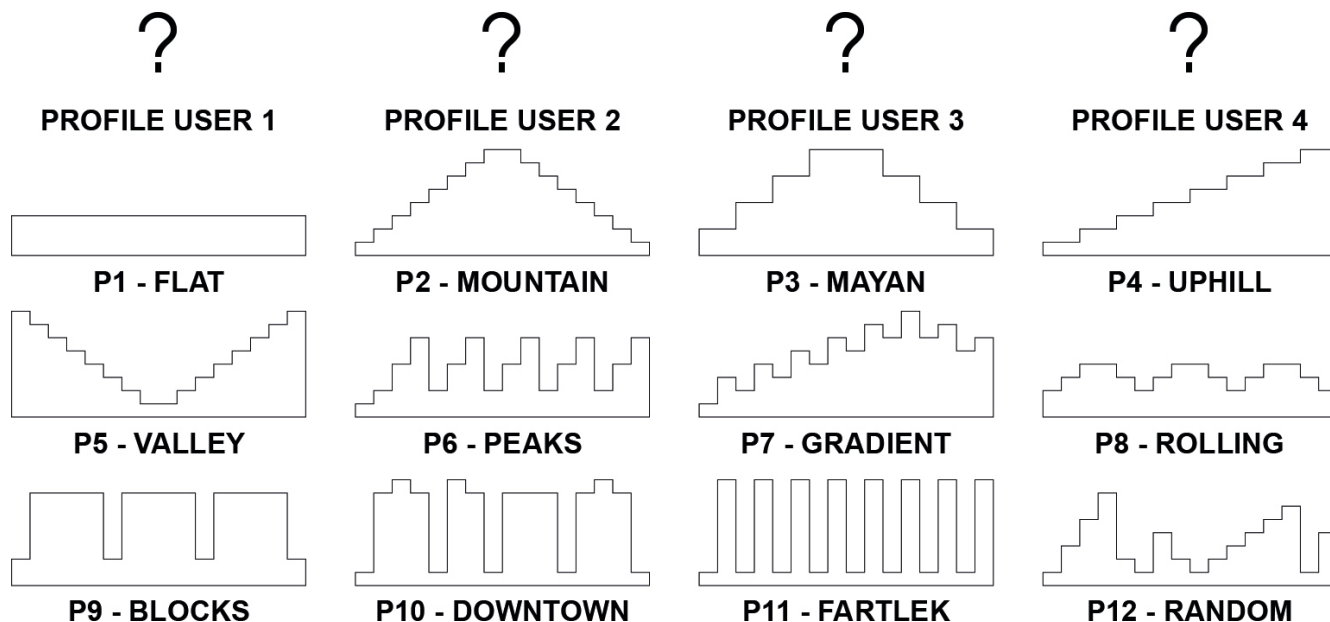 ? ? ? ?
PROFILE USER 1 PROFILE USER 2 PROFILE USER 3 PROFILE USER 4
P1 - FLAT P2 - MOUNTAIN P3 - MAYAN P4 - UPHILL
P5 - VALLEY P6 - PEAKS P7 - GRADIENT P8 - ROLLING
P9 - BLOCKS P10 - DOWNTOWN P11 - FARTLEK P12 - RANDOM